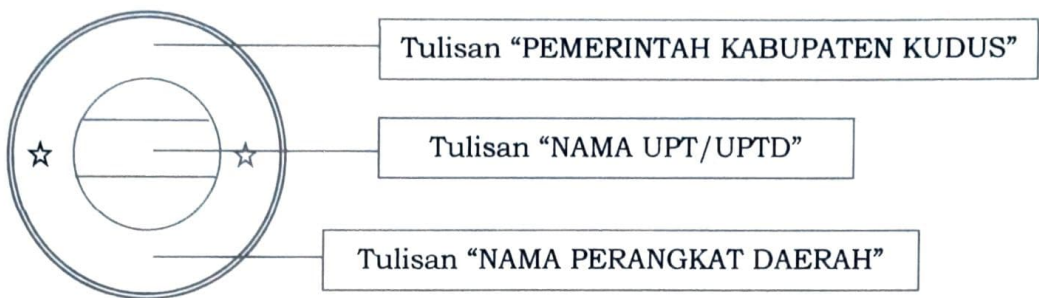 Tulisan “PEMERINTAH KABUPATEN KUDUS”
Tulisan “NAMA UPT/UPTD”
Tulisan “NAMA PERANGKAT DAERAH”